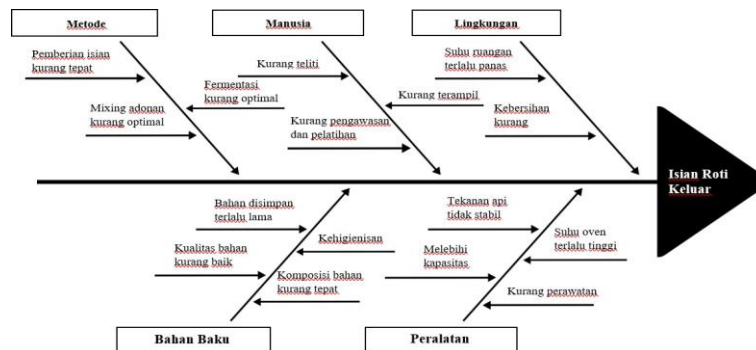 Metode
Manusia
Lingkungan
Pemberian isian
kurang tepat
Kurang teliti
Suhu ruangan
terlalu panas
Fermentasi
kurang optimal
Kurang terampil
Mixing adonan
kurang optimal
Kurang pengawasan
dan pelatihan
Kebersihan
kurang
Isian Roti
Keluar
Bahan disimpan
terlalu lama
Tekanan api
tidak stabil
Kehigienisan
Suhu oven
terlalu tinggi
Kualitas bahan
kurang baik
Melebihi
kapasitas
Komposisi bahan
kurang tepat
Kurang perawatan
Bahan Baku
Peralatan